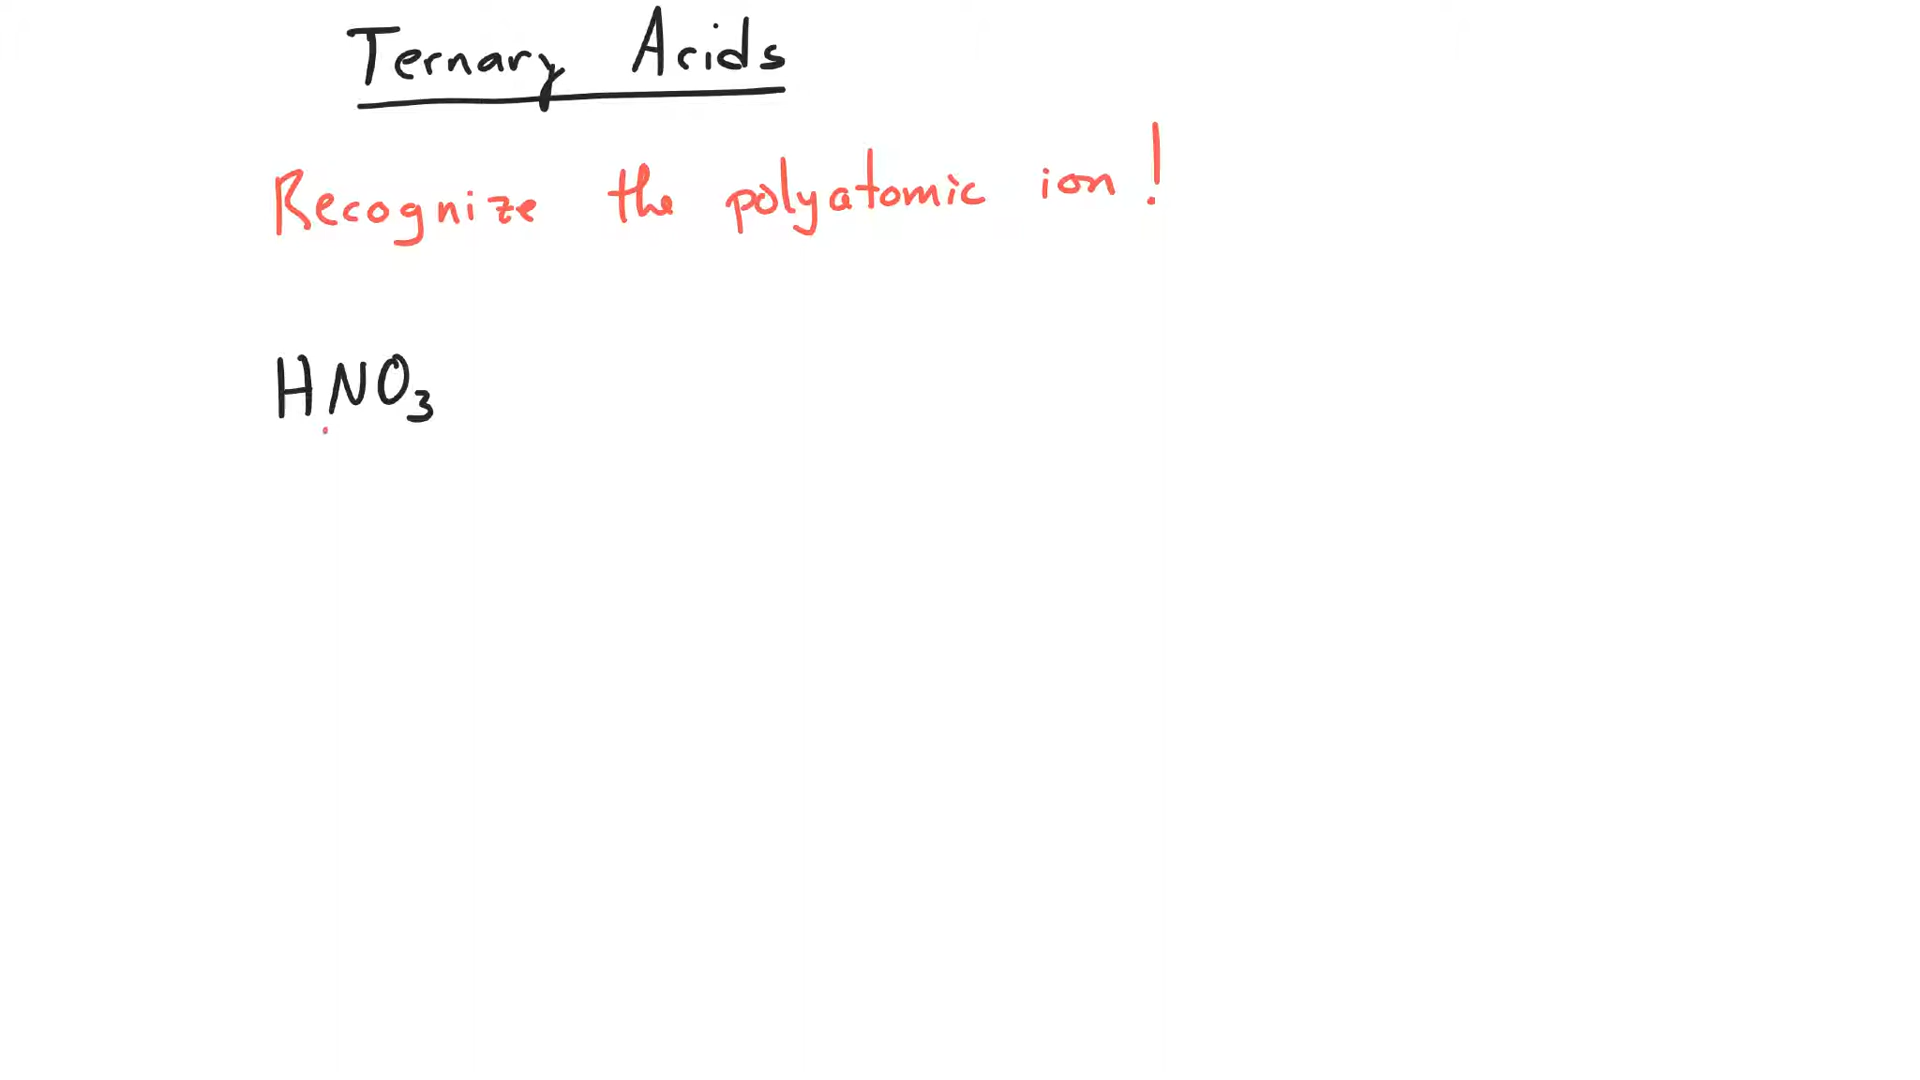 Ternary Acids
Recognize the polyatomic ion!
HNO₃